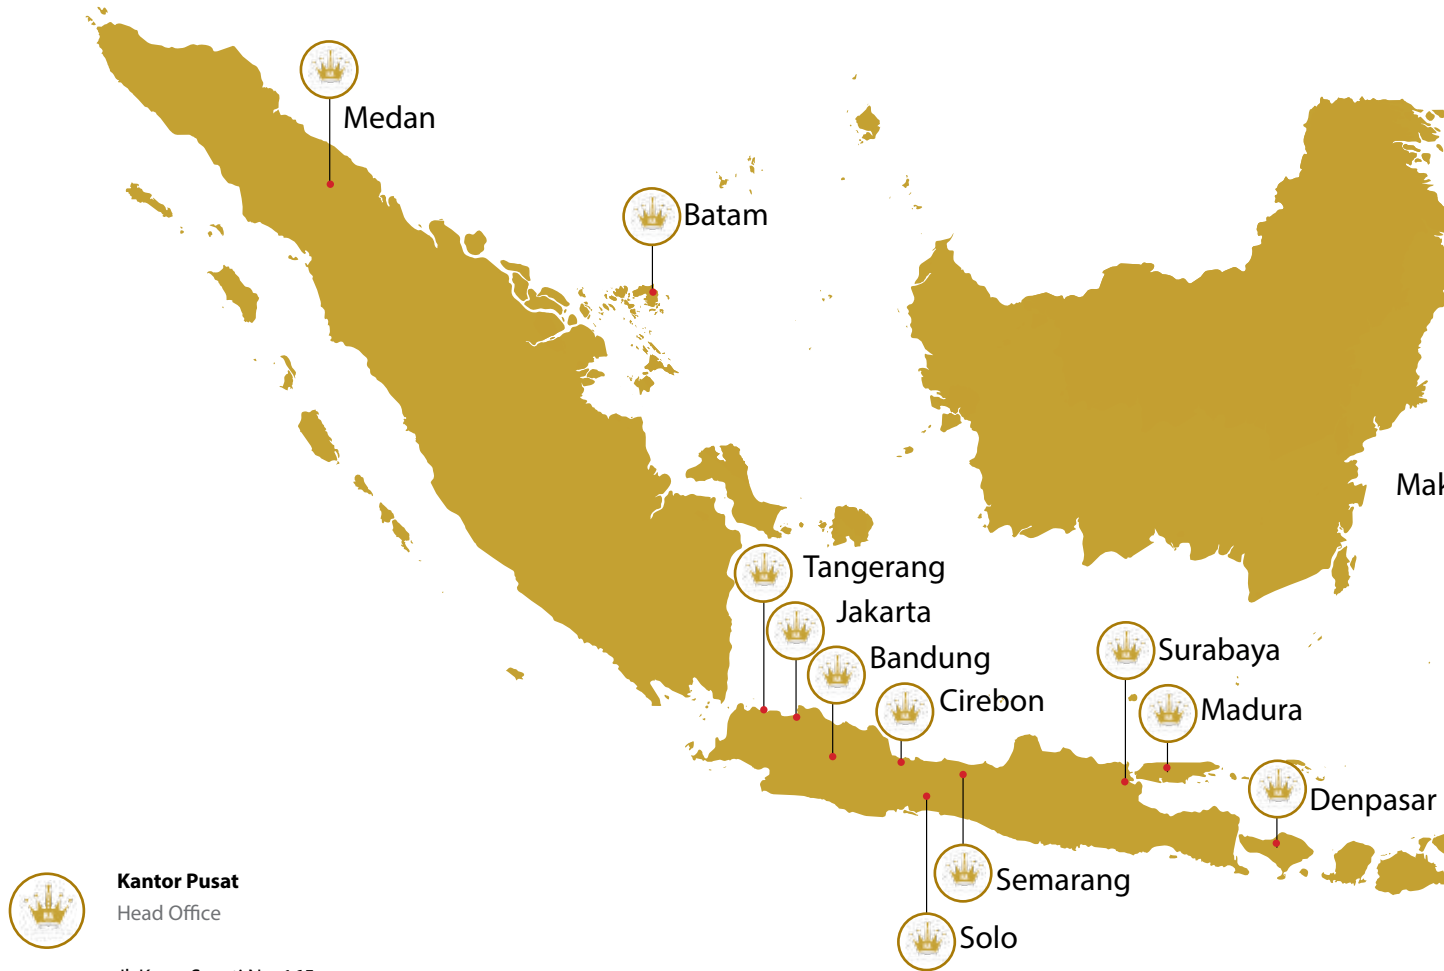 Medan
Batam
Mak
Tangerang
Jakarta
Bandung
Surabaya
Cirebon
Madura
Denpasar
Kantor Pusat
Semarang
Head Office
Solo